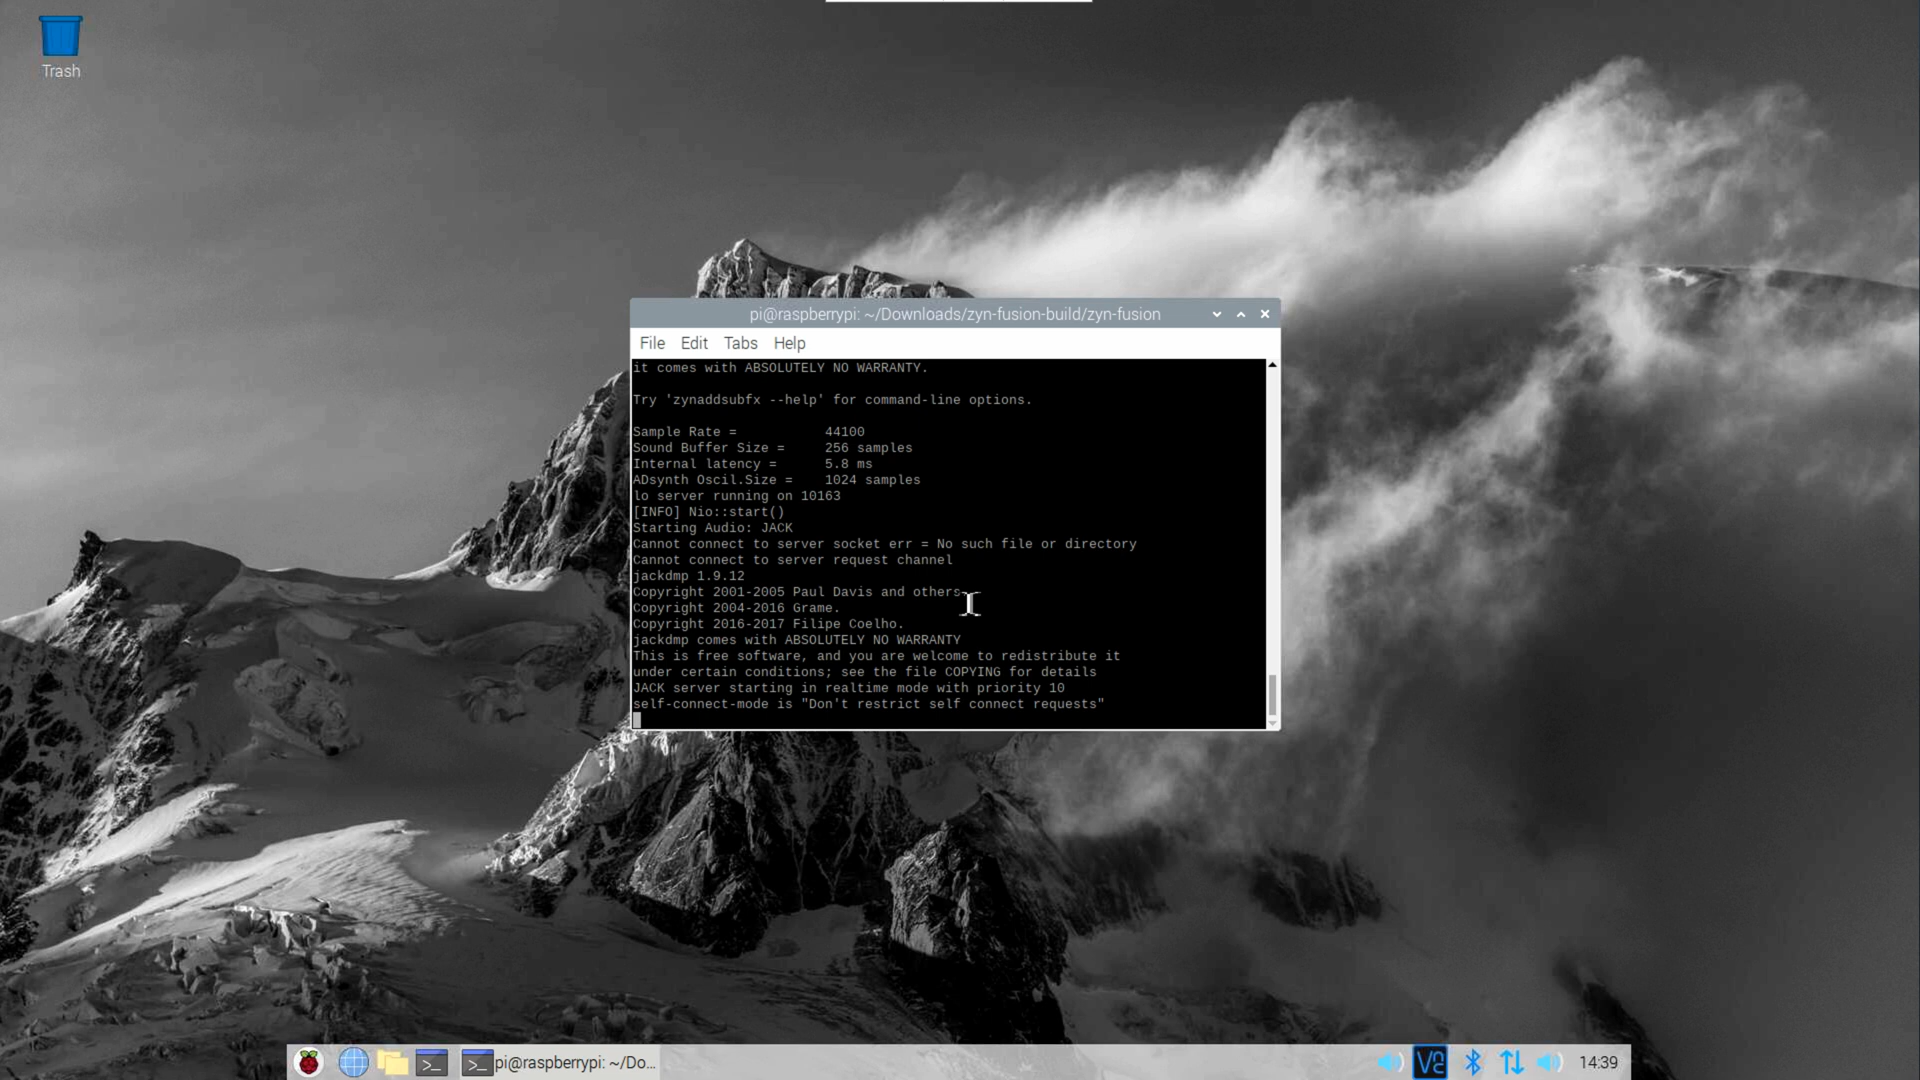 Trash
pi@raspberrypi: ~/Downloads/zyn-fusion-build/zyn-fusion
File Edit Tabs Help
it comes with ABSOLUTELY NO WARRANTY.
Try 'zynaddsubfx --help' for command-line options.
Sample Rate = 44100
Sound Buffer Size = 256 samples
Internal latency = 5.8 ms
ADsynth Oscil.Size = 1024 samples
lo server running on 10163
[INFO] Nio::start()
Starting Audio: JACK
Cannot connect to server socket err = No such file or directory
Cannot connect to server request channel
jackdmp 1.9.12
Copyright 2001-2005 Paul Davis and others.
Copyright 2004-2016 Grame.
Copyright 2016-2017 Filipe Coelho.
jackdmp comes with ABSOLUTELY NO WARRANTY
This is free software, and you are welcome to redistribute it
under certain conditions; see the file COPYING for details
JACK server starting in realtime mode with priority 10
self-connect-mode is "Don't restrict self connect requests"
pi@raspberrypi: ~/Do...
14:39